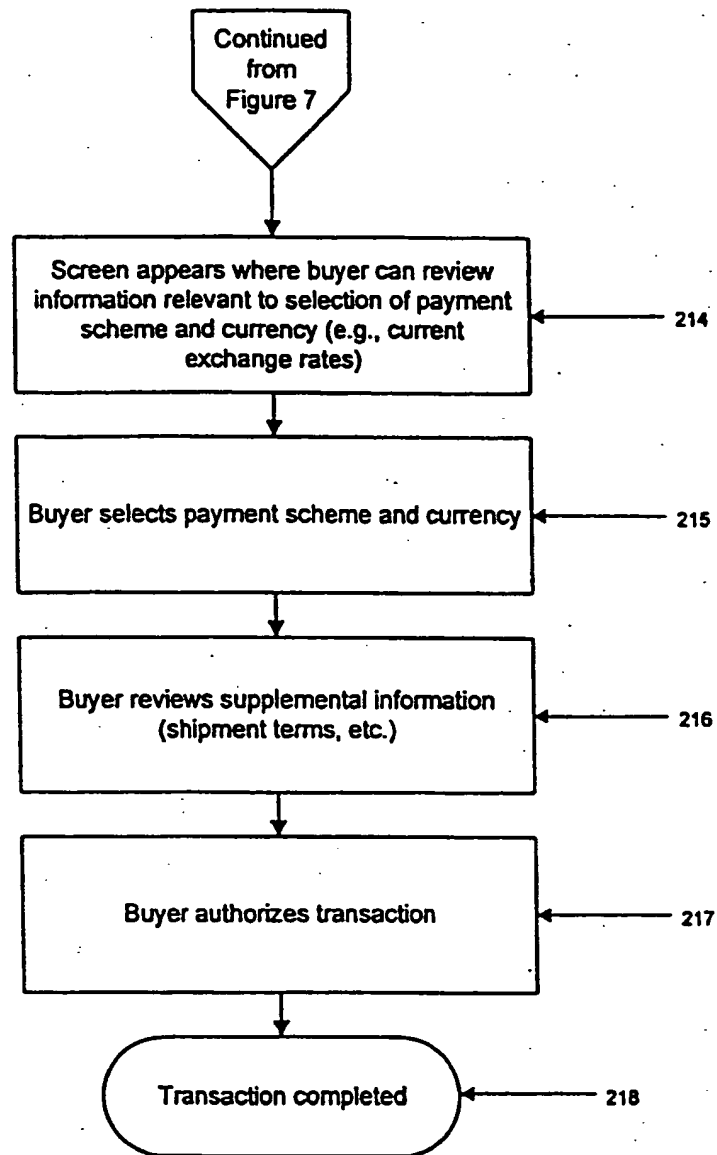 Continued
from
Figure 7
Screen appears where buyer can review
information relevant to selection of payment
scheme and currency (e.g., current
exchange rates)
214
Buyer selects payment scheme and currency
215
Buyer reviews supplemental information
(shipment terms, etc.)
216
Buyer authorizes transaction
217
Transaction completed
218